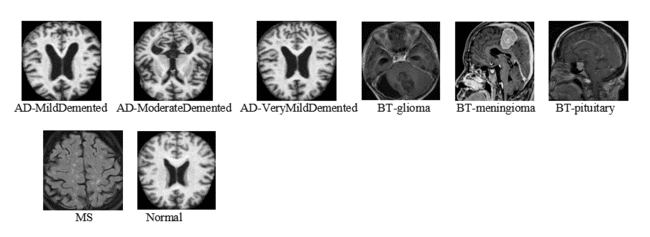 AD-MildDemented
AD-ModerateDemented
AD-VeryMildDemented
BT-glioma
BT-meningioma
BT-pituitary
MS
Normal